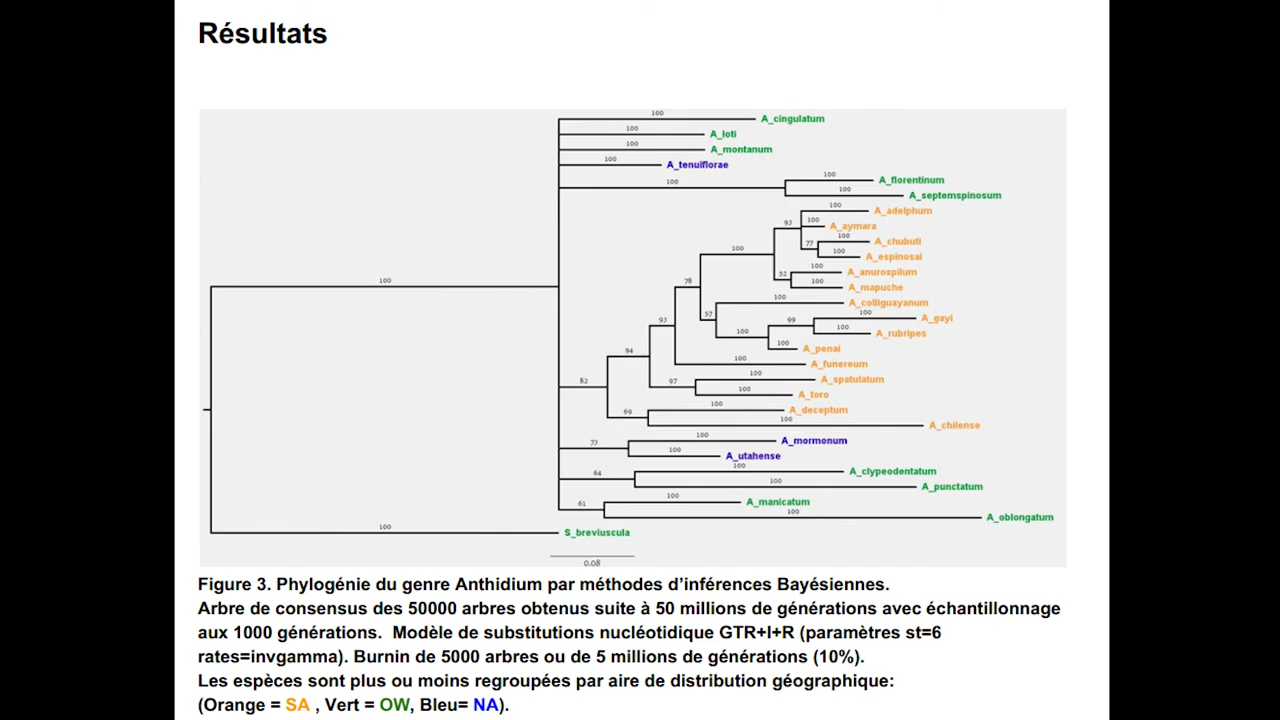 Résultats
100
A_cingulatum
100
A_loti
100
A_montanum
100
A_tenuiflorae
100
A_florentinum
100
100
A_septemspinosum
100
A_adelphum
93
100
A_aymara
100
A_chubuti
77
100
A_espinosai
100
100
A_anurospilum
52
100
A_mapuche
78
100
A_colliguayanum
57
100
A_gayi
99
100
A_rubripes
93
100
100
A_penai
94
100
A_funereum
100
A_spatulatum
97
100
A_toro
82
100
A_deceptum
69
100
A_chilense
100
100
A_mormonum
73
100
A_utahense
100
A_clypeodentatum
64
100
A_punctatum
100
A_manicatum
61
100
A_oblongatum
100
S_breviuscula
0.08
Figure 3. Phylogénie du genre Anthidium par méthodes d’inférences Bayésiennes.
Arbre de consensus des 50000 arbres obtenus suite à 50 millions de générations avec échantillonnage
aux 1000 générations. Modèle de substitutions nucléotidique GTR+I+R (paramètres st=6
rates=invgamma). Burnin de 5000 arbres ou de 5 millions de générations (10%).
Les espèces sont plus ou moins regroupées par aire de distribution géographique:
(Orange = SA , Vert = OW, Bleu= NA).